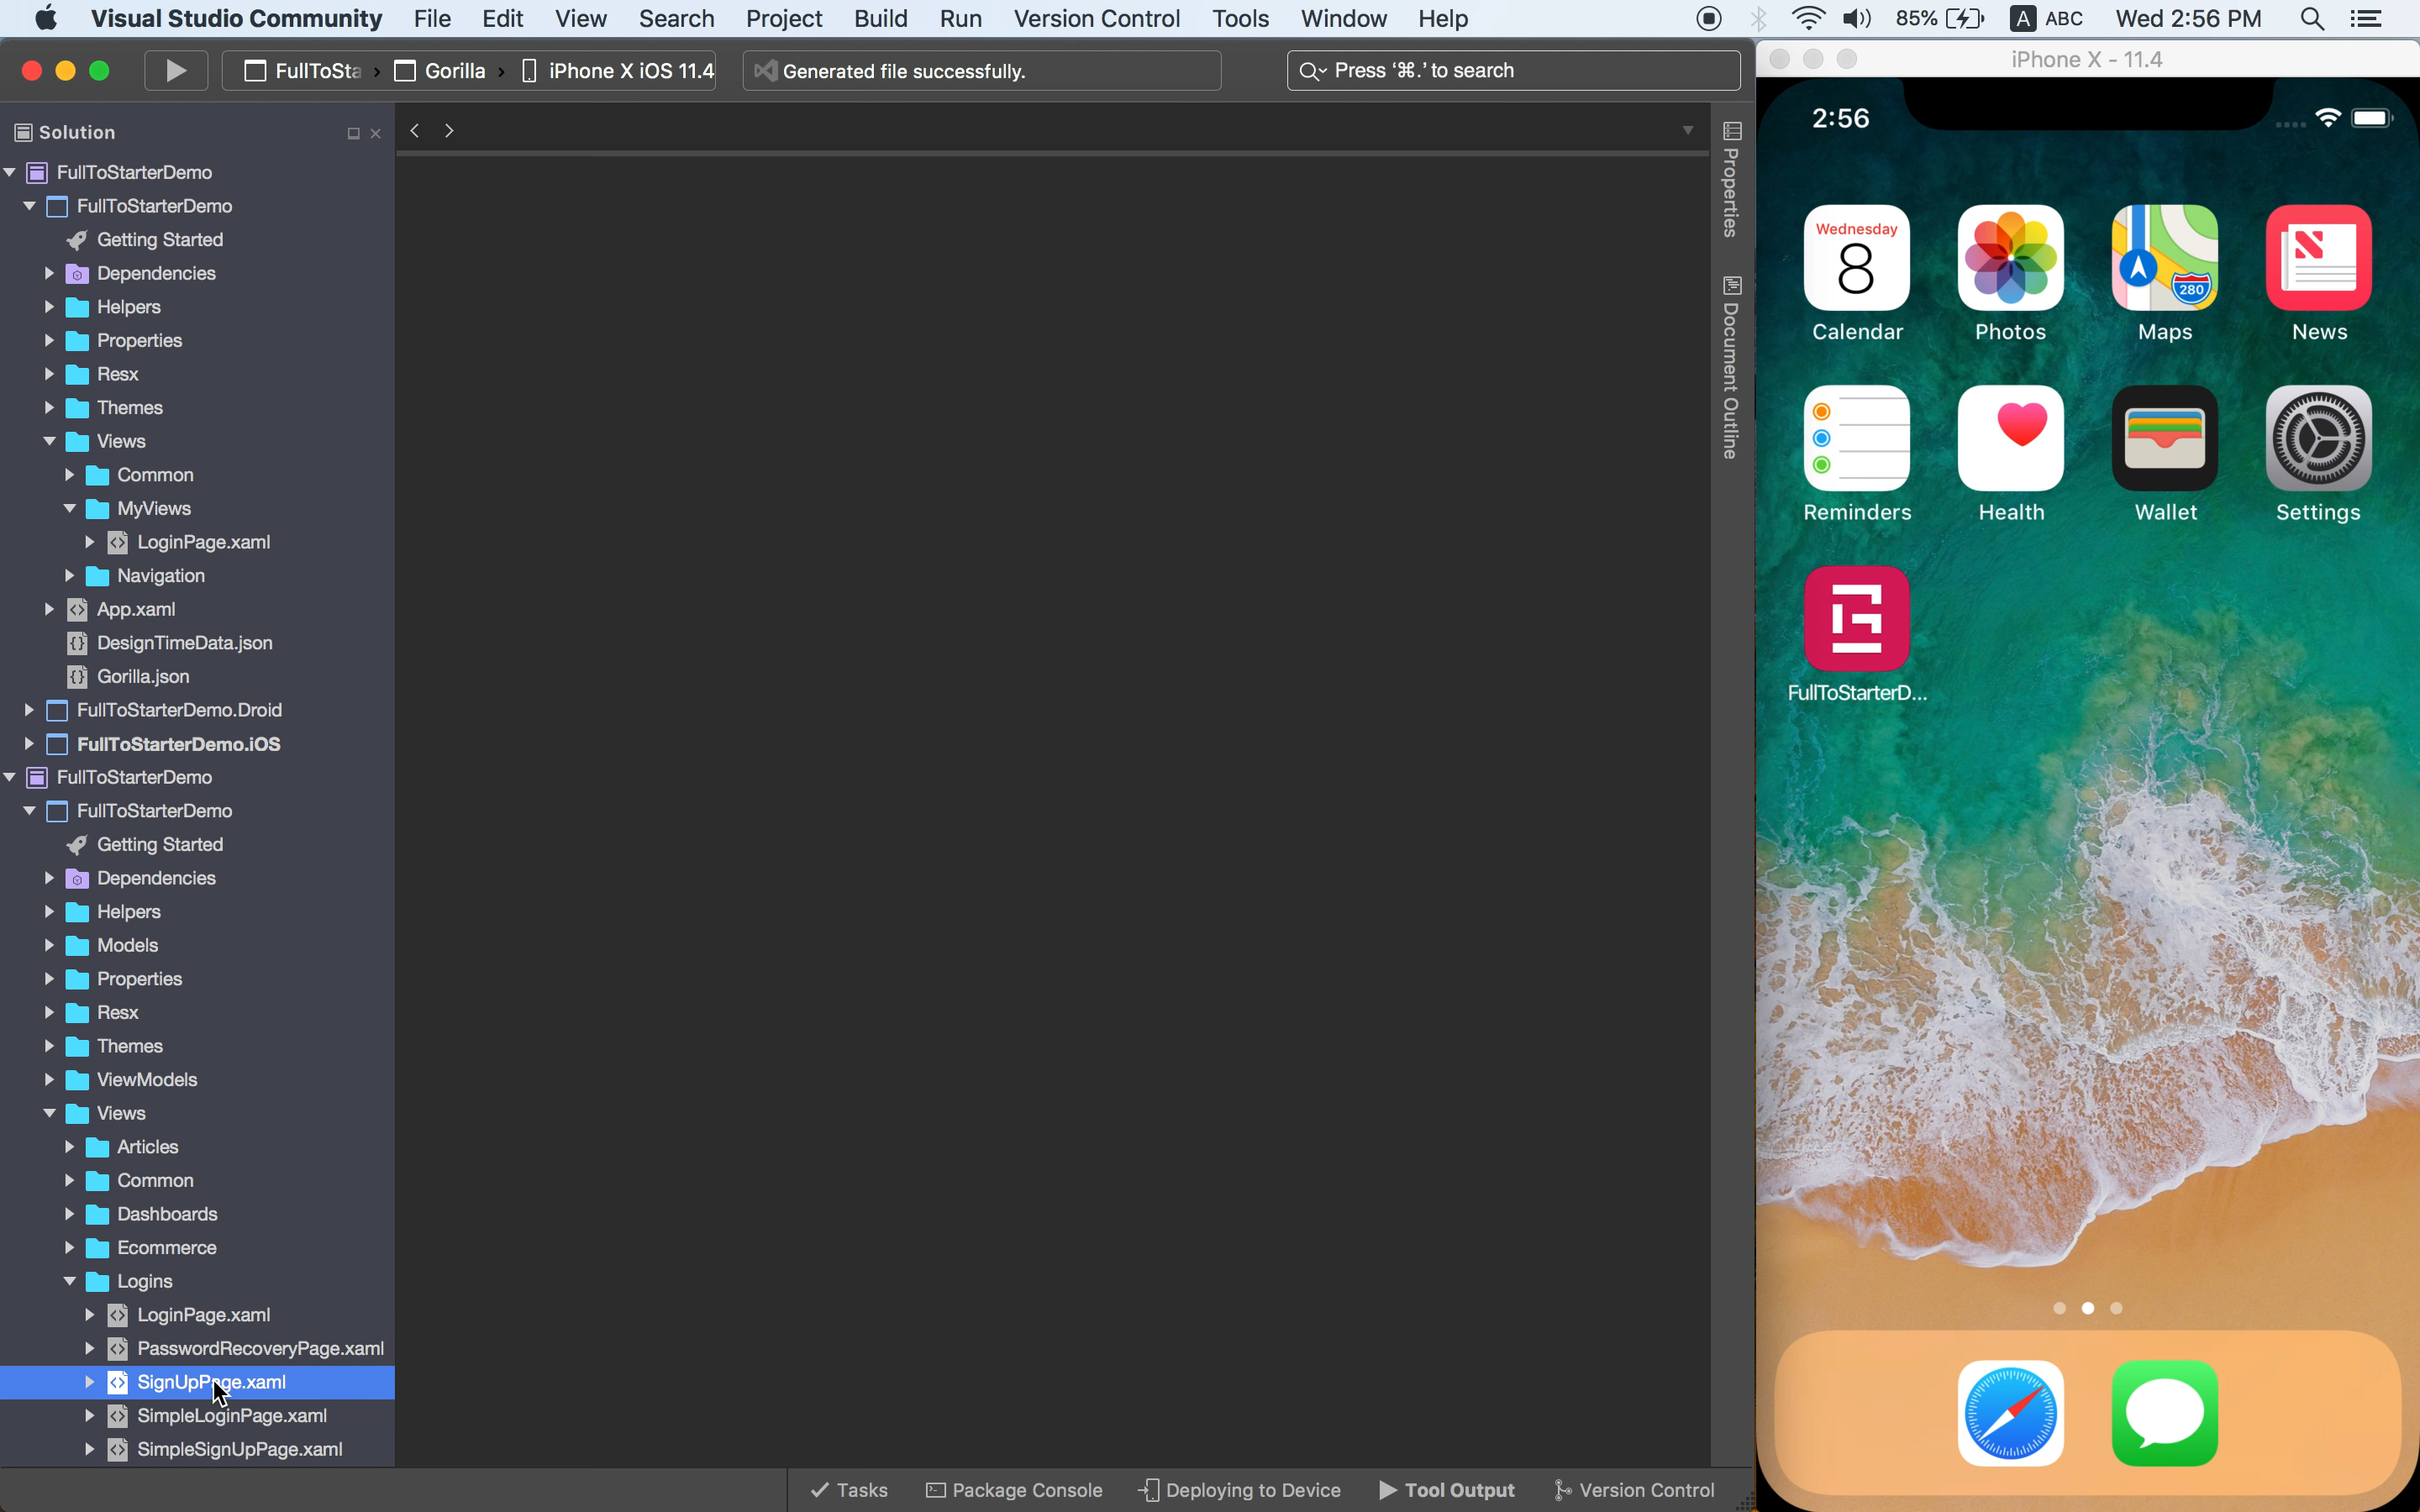 Visual Studio Community File Edit View Search Project Build Run Version Control Tools Window Help 85% A ABC Wed 2:56 PM
FullToSta Gorilla iPhone X iOS 11.4 Generated file successfully. Press ‘⌘.’ to search
Solution
FullToStarterDemo
FullToStarterDemo
Getting Started
Dependencies
Helpers
Properties
Resx
Themes
Views
Common
MyViews
LoginPage.xaml
Navigation
App.xaml
DesignTimeData.json
Gorilla.json
FullToStarterDemo.Droid
FullToStarterDemo.iOS
FullToStarterDemo
FullToStarterDemo
Getting Started
Dependencies
Helpers
Models
Properties
Resx
Themes
ViewModels
Views
Articles
Common
Dashboards
Ecommerce
Logins
LoginPage.xaml
PasswordRecoveryPage.xaml
SignUpPage.xaml
SimpleLoginPage.xaml
SimpleSignUpPage.xaml
Properties
Document Outline
Tasks Package Console Deploying to Device Tool Output Version Control
iPhone X - 11.4
2:56
Wednesday
8
280
Calendar Photos Maps News
Reminders Health Wallet Settings
FullToStarterD...